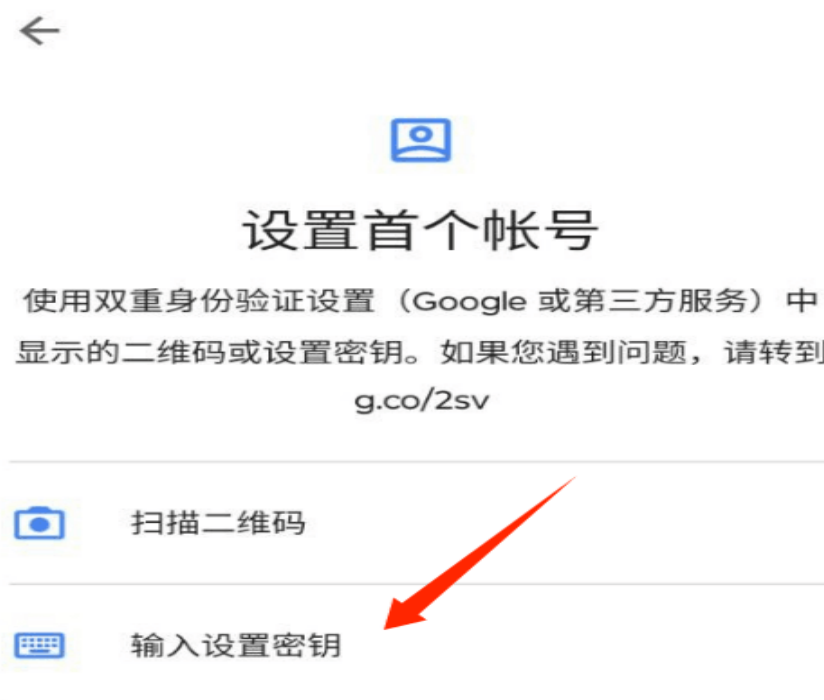 设置首个帐号
使用双重身份验证设置（Google 或第三方服务）中
显示的二维码或设置密钥。如果您遇到问题，请转到
g.co/2sv
扫描二维码
输入设置密钥